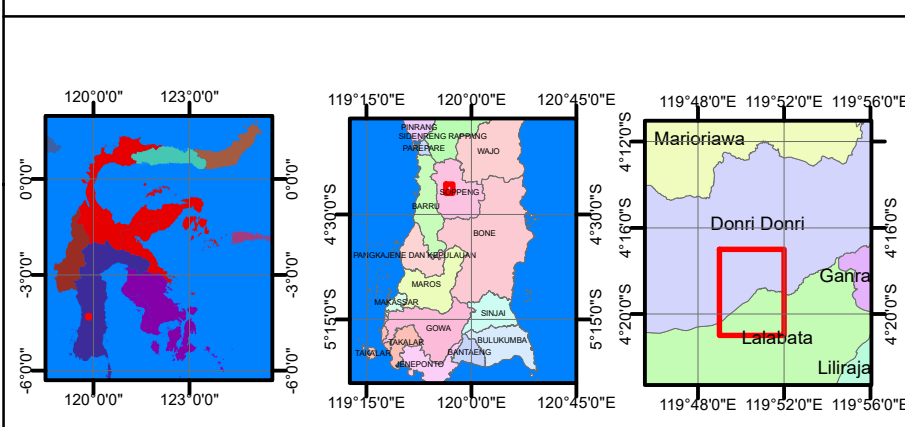 120°0'0"E 123°0'0"E
0°0'0"
-3°0'0"S
-6°0'0"S
0°0'0"
-3°0'0"S
-6°0'0"S
120°0'0"E 123°0'0"E
119°15'0"E 120°0'0"E 120°45'0"E
4°30'0"S
5°15'0"S
PINRANG
SIDENRENG RAPPANG
PAREPARE
WAJO
SOPPENG
BARRU
BONE
PANGKAJENE DAN KEPULAUAN
MAROS
MAKASSAR
SINJAI
GOWA
TAKALAR
BULUKUMBA
TAKALAR
BANTAENG
JENEPONTO
4°30'0"S
5°15'0"S
119°15'0"E 120°0'0"E 120°45'0"E
119°48'0"E 119°52'0"E 119°56'0"E
4°12'0"S
4°16'0"S
4°20'0"S
Marioriawa
Donri Donri
Ganra
Lalabata
Liliraja
4°12'0"S
4°16'0"S
4°20'0"S
119°48'0"E 119°52'0"E 119°56'0"E